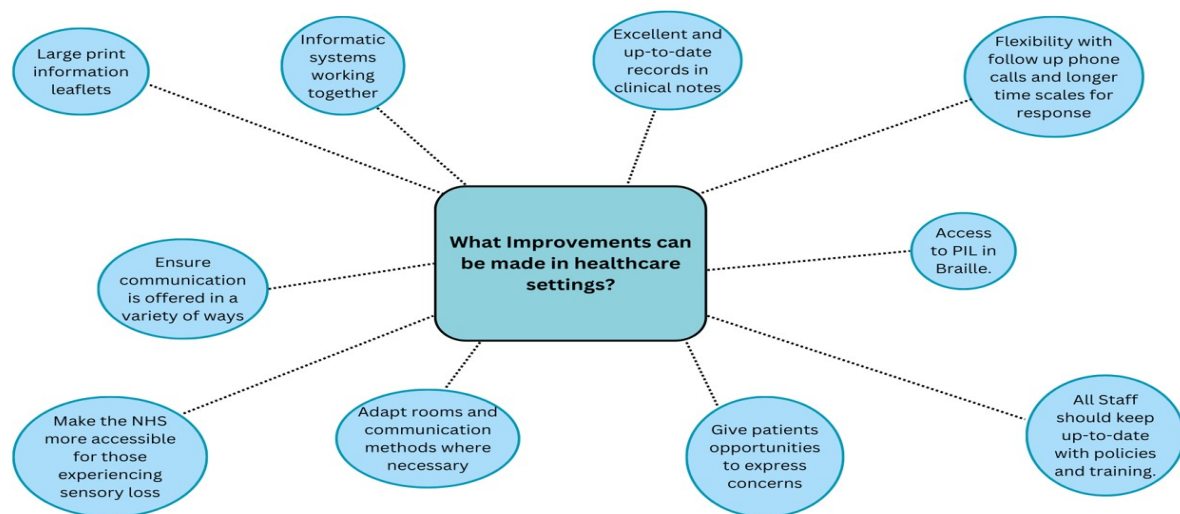 Large print
information
leaflets
Informatic
systems
working
together
Excellent and
up-to-date
records in
clinical notes
Flexibility with
follow up phone
calls and longer
time scales for
response
What Improvements can
be made in healthcare
settings?
Ensure
communication
is offered in a
variety of ways
Access
to PIL in
Braille.
Make the NHS
more accessible
for those
experiencing
sensory loss
Adapt rooms and
communication
methods where
necessary
Give patients
opportunities
to express
concerns
All Staff
should keep
up-to-date
with policies
and training.